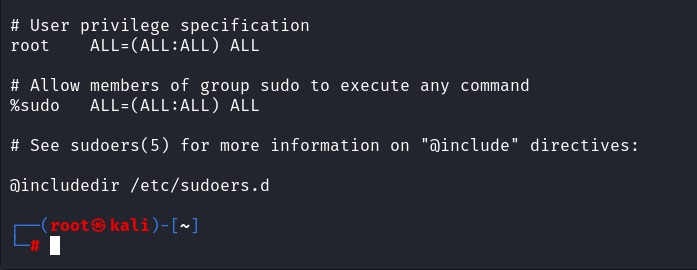 # User privilege specification
root    ALL=(ALL:ALL) ALL
# Allow members of group sudo to execute any command
%sudo   ALL=(ALL:ALL) ALL
# See sudoers(5) for more information on "@include" directives:
@includedir /etc/sudoers.d
┌──(root㉿kali)-[~]
└─#